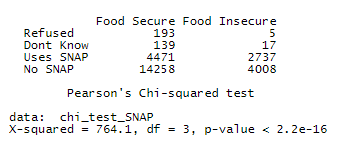 Food Secure Food Insecure
Refused 193 5
Dont Know 139 17
Uses SNAP 4471 2737
No SNAP 14258 4008
Pearson's Chi-squared test
data: chi_test_SNAP
X-squared = 764.1, df = 3, p-value < 2.2e-16